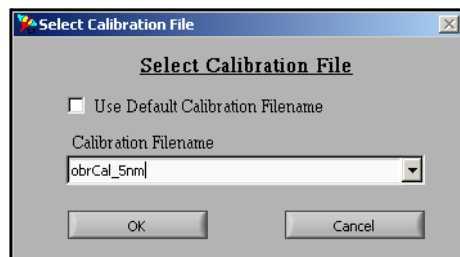 Select Calibration File
Select Calibration File
Use Default Calibration Filename
Calibration Filename
obrCal_5nm
OK
Cancel